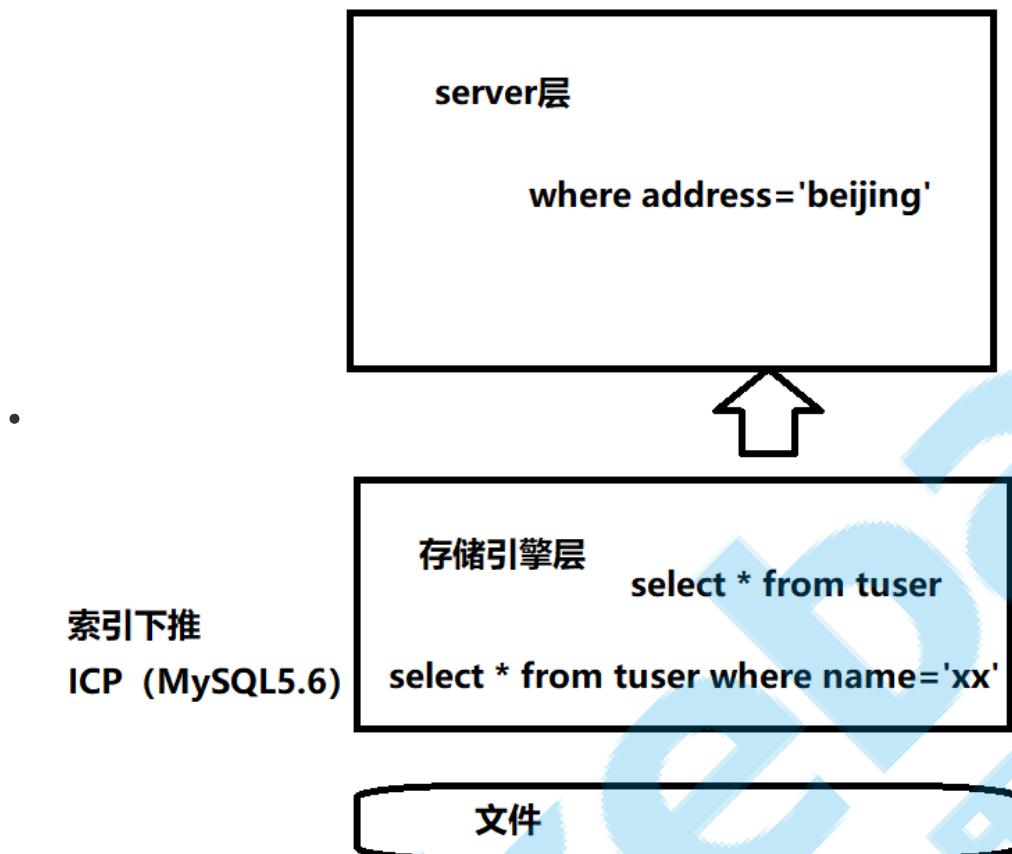 server层
where address='beijing'
存储引擎层
select * from tuser
索引下推
ICP（MySQL5.6）
select * from tuser where name='xx'
文件